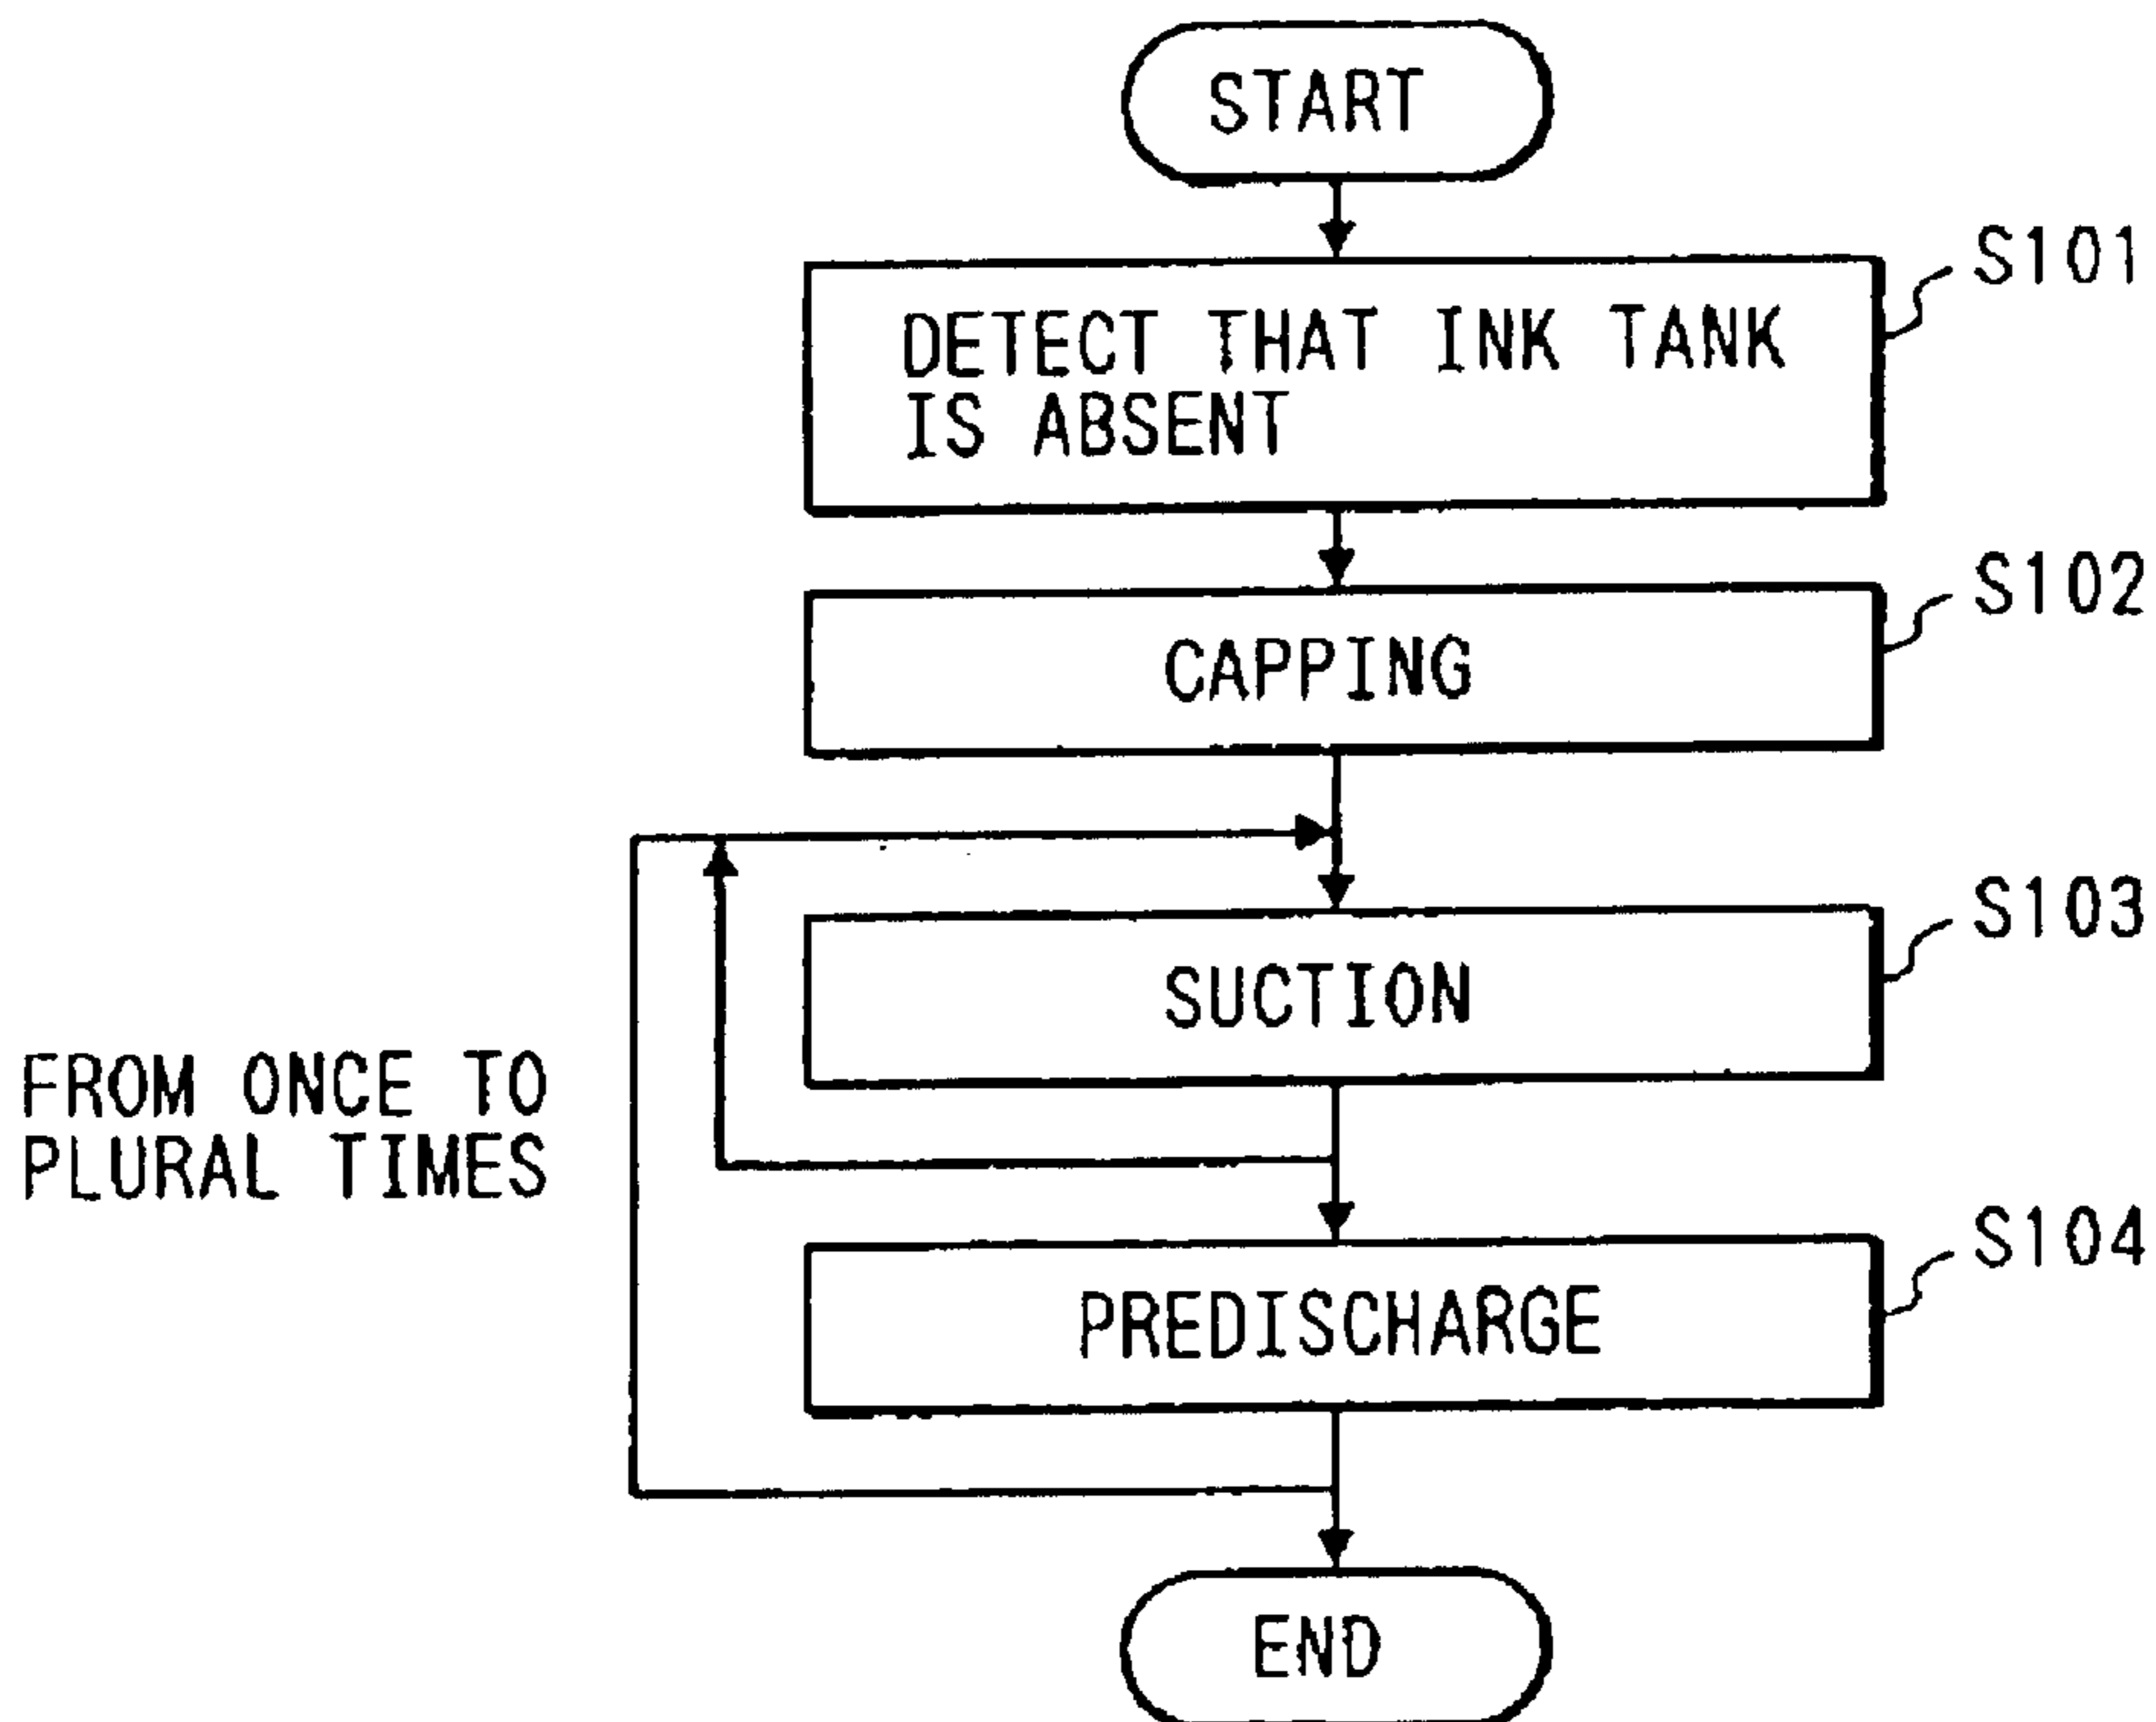 START
S101
DETECT THAT INK TANK
IS ABSENT
S102
CAPPING
S103
SUCTION
FROM ONCE TO
PLURAL TIMES
S104
PREDISCHARGE
END